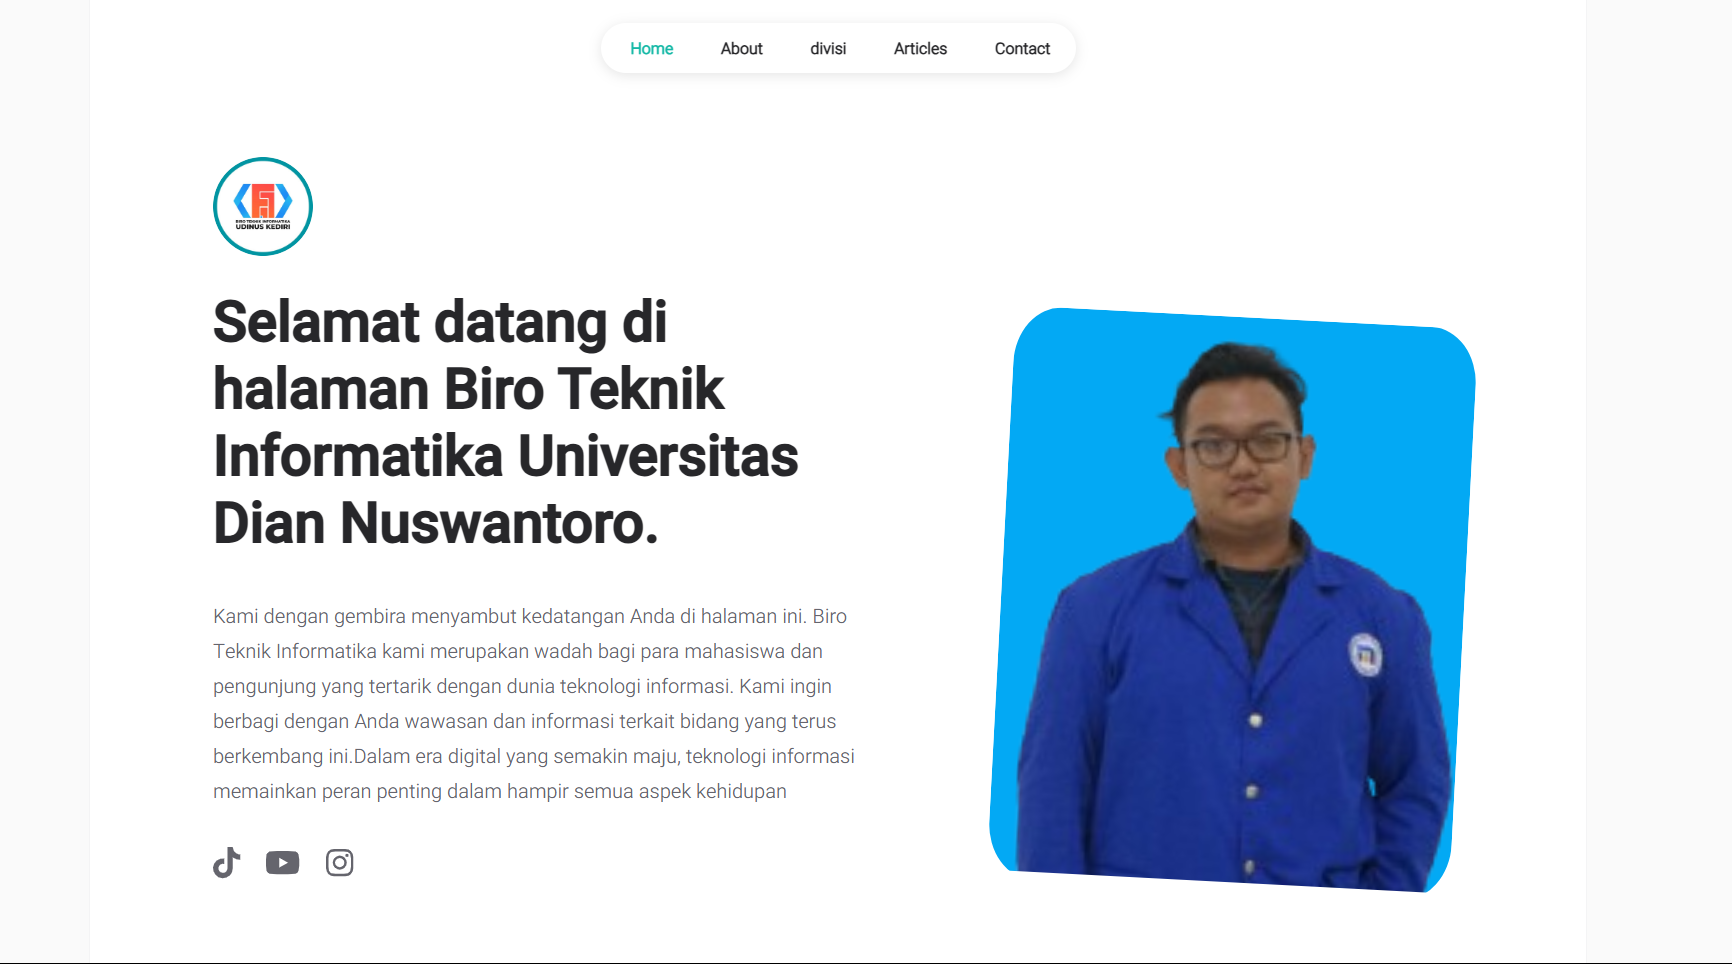 Home About divisi Articles Contact
BIRO TEKNIK INFORMATIKA
UDINUS KEDIRI
Selamat datang di
halaman Biro Teknik
Informatika Universitas
Dian Nuswantoro.
Kami dengan gembira menyambut kedatangan Anda di halaman ini. Biro
Teknik Informatika kami merupakan wadah bagi para mahasiswa dan
pengunjung yang tertarik dengan dunia teknologi informasi. Kami ingin
berbagi dengan Anda wawasan dan informasi terkait bidang yang terus
berkembang ini.Dalam era digital yang semakin maju, teknologi informasi
memainkan peran penting dalam hampir semua aspek kehidupan